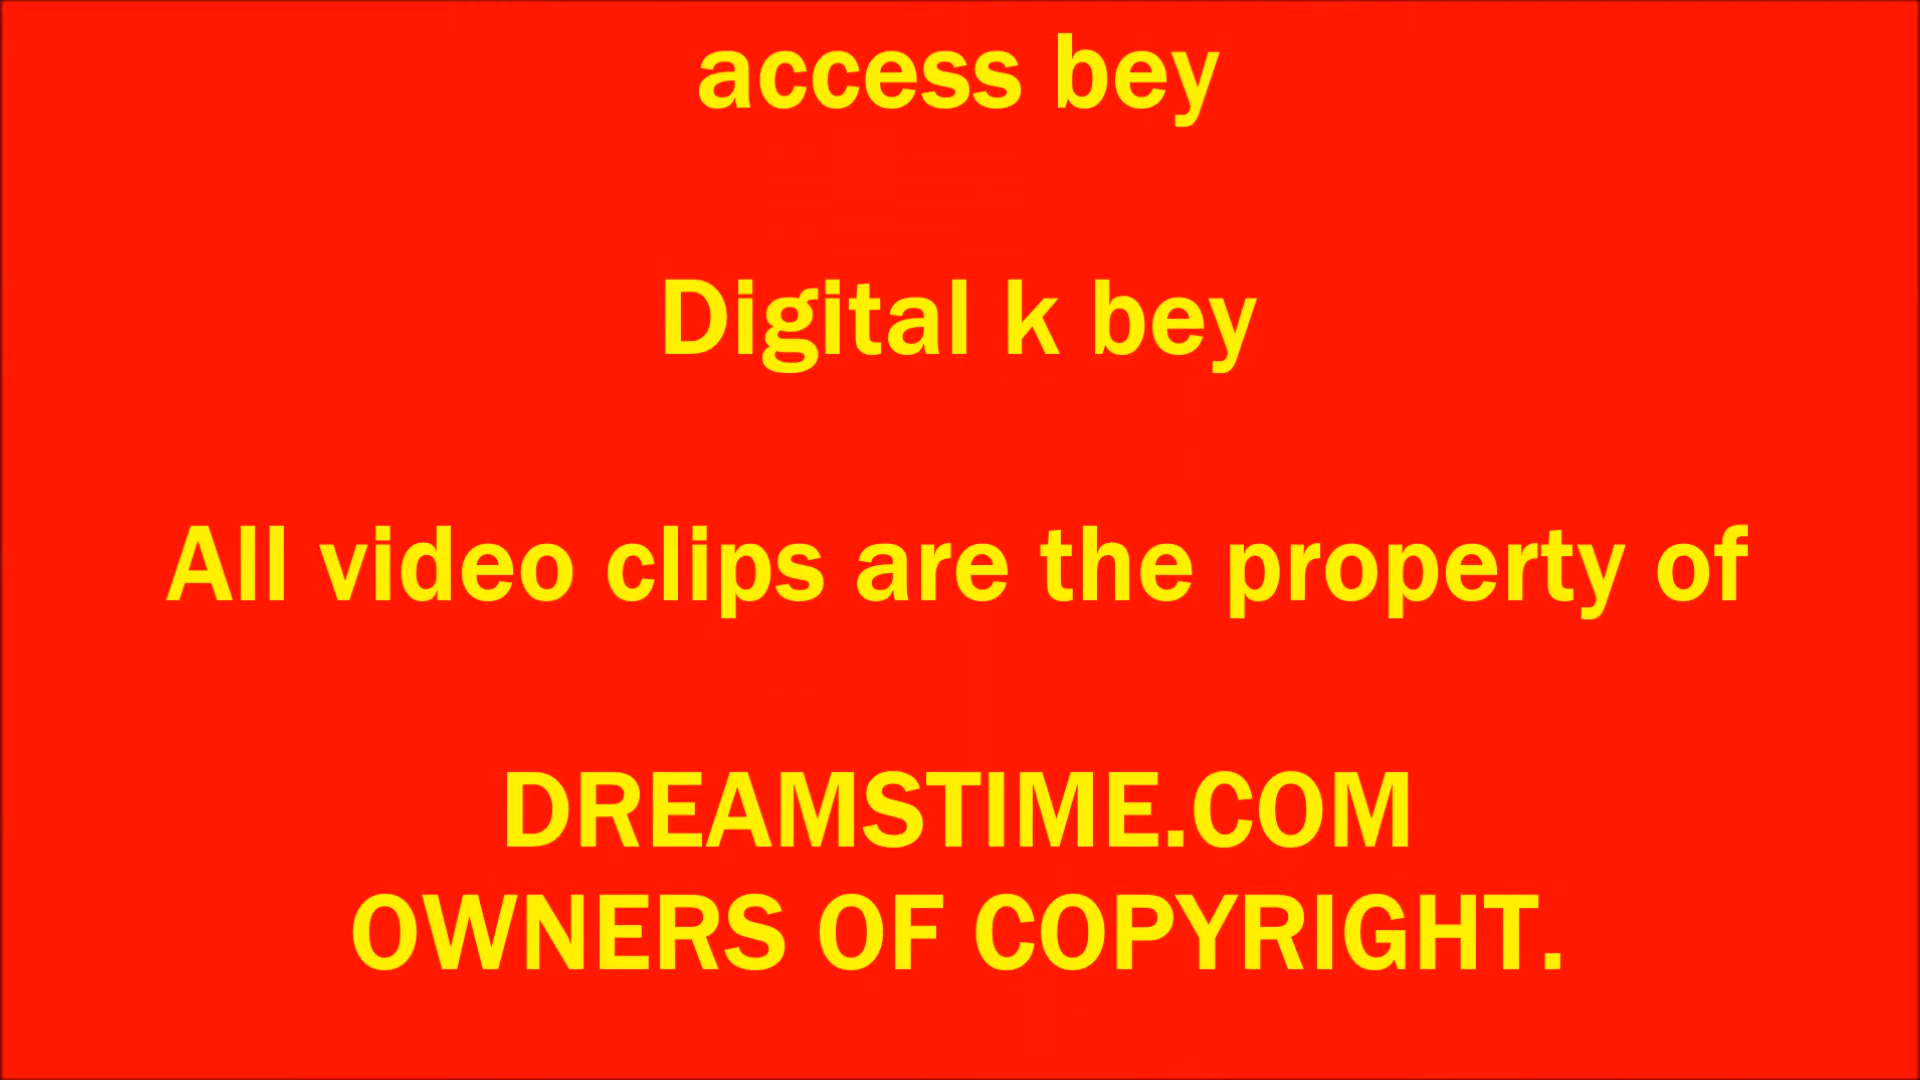 access bey
Digital k bey
All video clips are the property of
DREAMSTIME.COM
OWNERS OF COPYRIGHT.